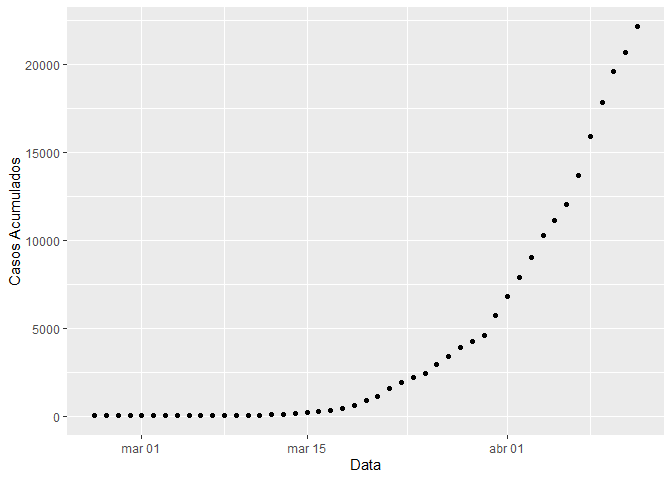 20000
15000
10000
5000
0
Casos Acumulados
mar 01
mar 15
abr 01
Data